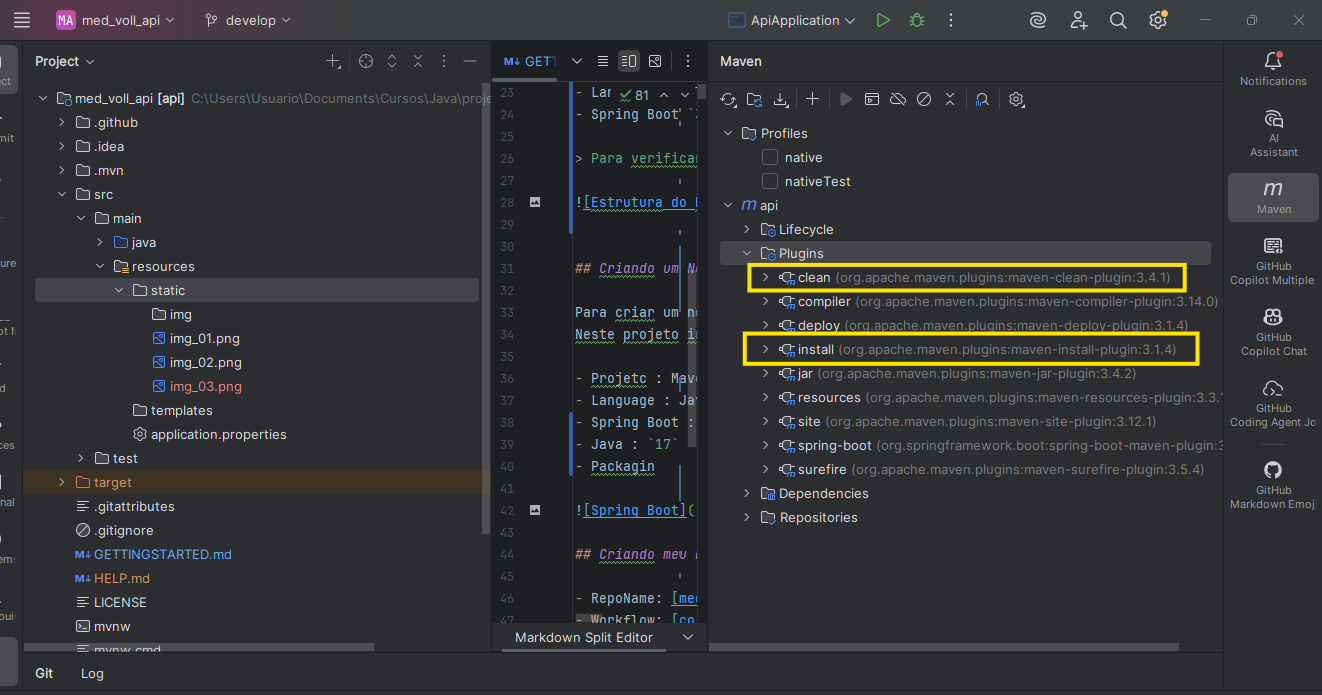 MA med_voll_api develop ApiApplication
Project
med_voll_api [api] C:\Users\Usuario\Documents\Cursos\Java\proje
.github
.idea
.mvn
src
main
java
resources
static
img
img_01.png
img_02.png
img_03.png
templates
application.properties
test
target
.gitattributes
.gitignore
M↓ GETTINGSTARTED.md
M↓ HELP.md
LICENSE
mvnw
mvnw.cmd
M↓ GETT
81
23 - Lar
24 - Spring Boot
25
26 > Para verificar
27
28 ![Estrutura do
29
30
31 ## Criando um N
32
33 Para criar um n
34 Neste projeto i
35
36 - Projetc : Mave
37 - Language : Jav
38 - Spring Boot :
39 - Java : `17`
40 - Packagin
41
42 ![Spring Boot](
43
44 ## Criando meu
45
46 - RepoName: [med
47 - Workflow: [co
Markdown Split Editor
Maven
Profiles
native
nativeTest
m api
Lifecycle
Plugins
clean (org.apache.maven.plugins:maven-clean-plugin:3.4.1)
compiler (org.apache.maven.plugins:maven-compiler-plugin:3.14.0)
deploy (org.apache.maven.plugins:maven-deploy-plugin:3.1.4)
install (org.apache.maven.plugins:maven-install-plugin:3.1.4)
jar (org.apache.maven.plugins:maven-jar-plugin:3.4.2)
resources (org.apache.maven.plugins:maven-resources-plugin:3.3.1
site (org.apache.maven.plugins:maven-site-plugin:3.12.1)
spring-boot (org.springframework.boot:spring-boot-maven-plugin:3
surefire (org.apache.maven.plugins:maven-surefire-plugin:3.5.4)
Dependencies
Repositories
Notifications
AI
Assistant
m
Maven
GitHub
Copilot Multiple
GitHub
Copilot Chat
GitHub
Coding Agent Jo
GitHub
Markdown Emoji
Git Log